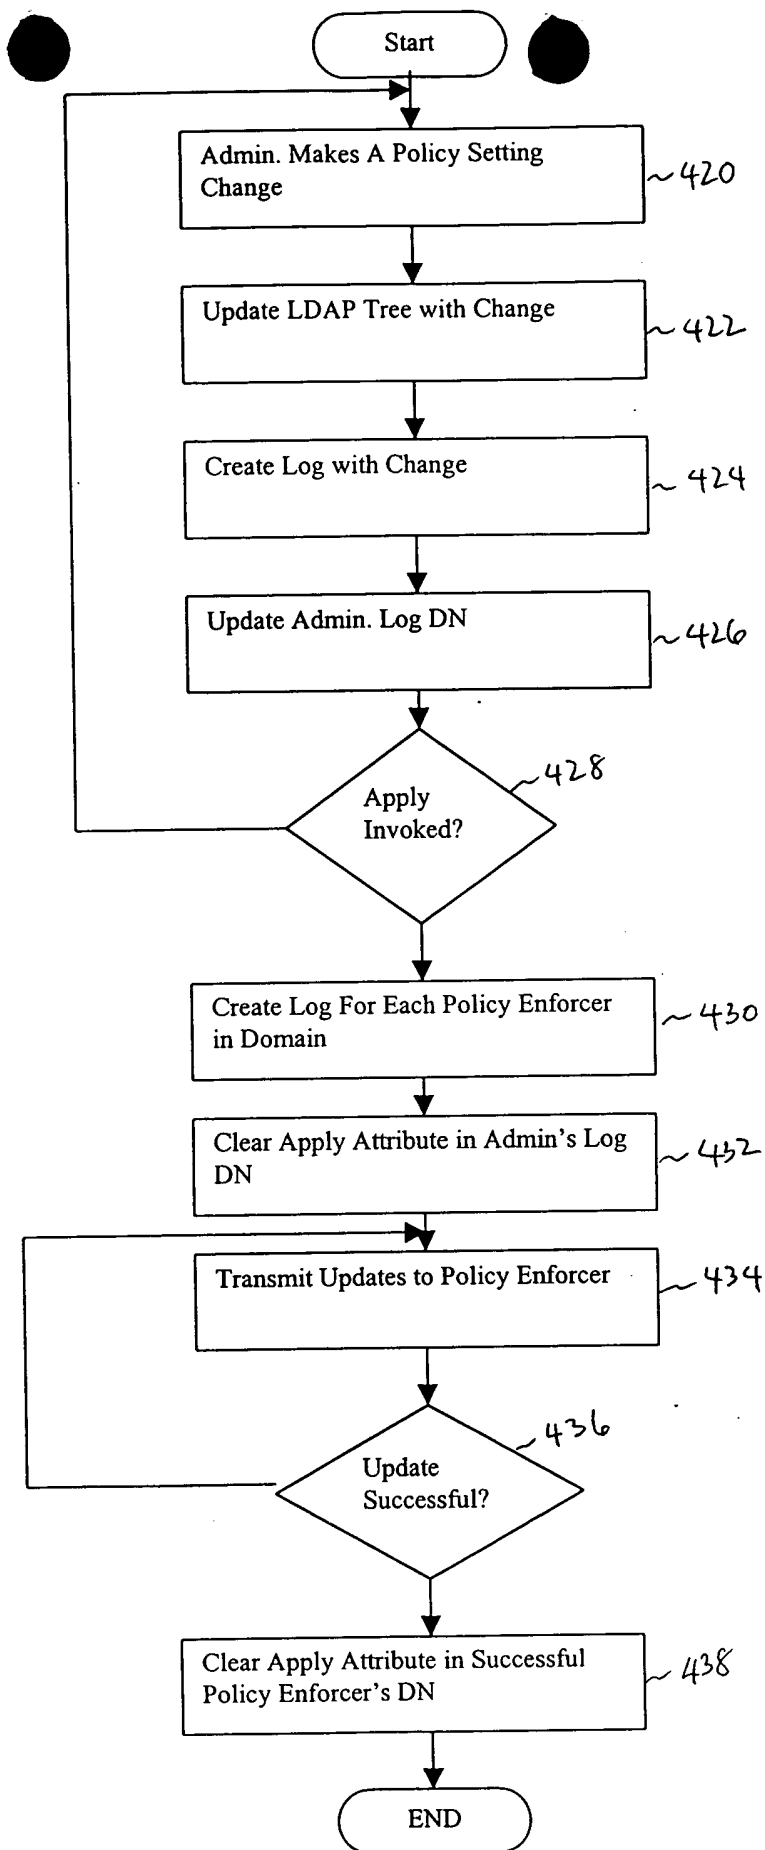 Start
Admin. Makes A Policy Setting
Change
~420
Update LDAP Tree with Change
~422
Create Log with Change
~424
Update Admin. Log DN
~426
~428
Apply
Invoked?
Create Log For Each Policy Enforcer
in Domain
~430
Clear Apply Attribute in Admin's Log
DN
~432
Transmit Updates to Policy Enforcer
~434
~436
Update
Successful?
Clear Apply Attribute in Successful
Policy Enforcer's DN
~438
END